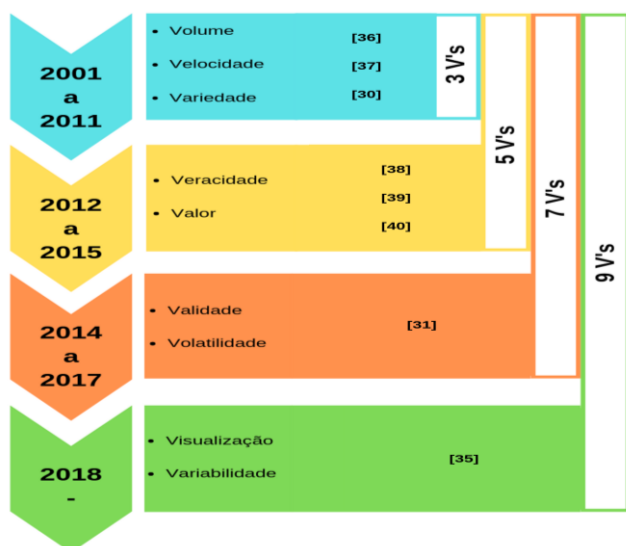 2001
a
2011
• Volume
• Velocidade
• Variedade
[36]
[37]
[30]
3 V's
2012
a
2015
• Veracidade
• Valor
[38]
[39]
[40]
5 V's
2014
a
2017
• Validade
• Volatilidade
[31]
7 V's
2018
-
• Visualização
• Variabilidade
[35]
9 V's